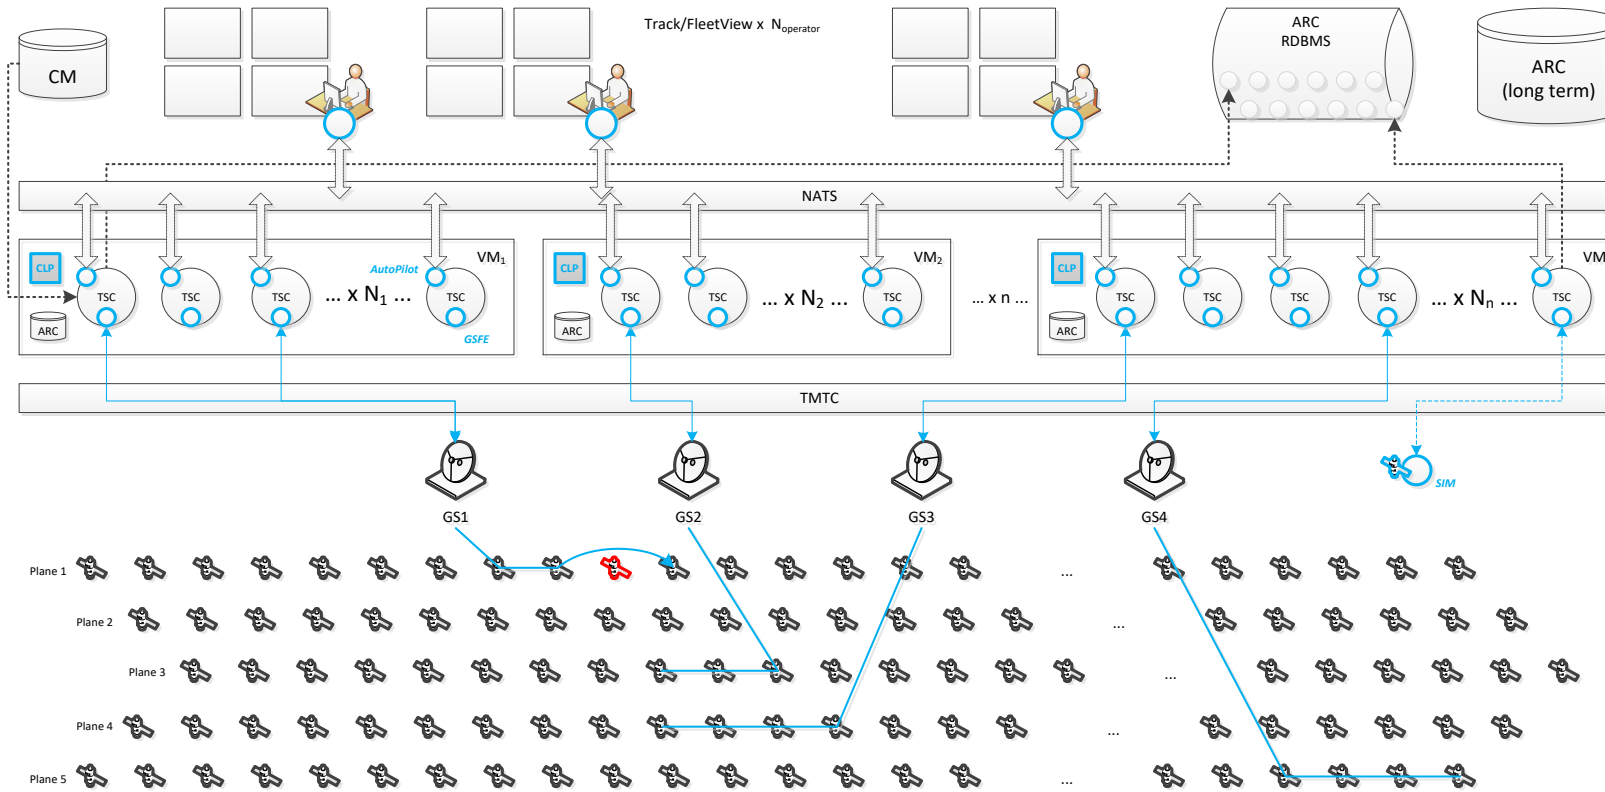 Track/FleetView x N_operator
CM
ARC
RDBMS
ARC
(long term)
NATS
CLP
TSC
ARC
TSC
TSC
... x N₁ ...
AutoPilot
TSC
GSFE
VM₁
CLP
TSC
ARC
TSC
... x N₂ ...
TSC
VM₂
... x n ...
CLP
TSC
ARC
TSC
TSC
TSC
... x Nₙ ...
TSC
VM
TMTC
GS1
GS2
GS3
GS4
SIM
Plane 1
...
Plane 2
...
Plane 3
...
Plane 4
...
Plane 5
...